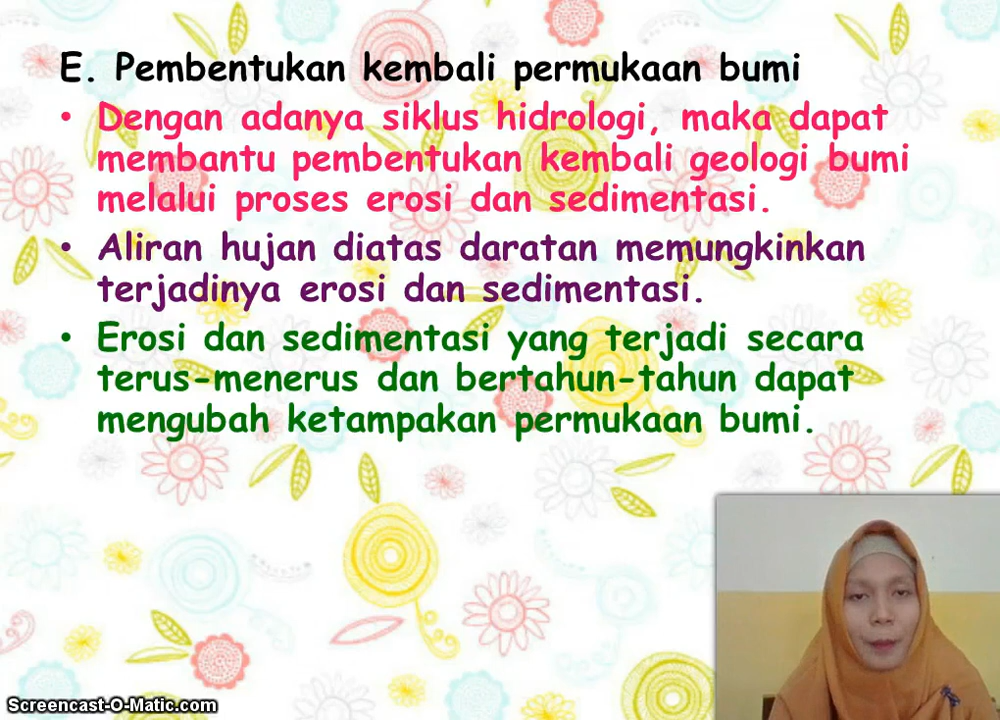 E. Pembentukan kembali permukaan bumi
• Dengan adanya siklus hidrologi, maka dapat
membantu pembentukan kembali geologi bumi
melalui proses erosi dan sedimentasi.
• Aliran hujan diatas daratan memungkinkan
terjadinya erosi dan sedimentasi.
• Erosi dan sedimentasi yang terjadi secara
terus-menerus dan bertahun-tahun dapat
mengubah ketampakan permukaan bumi.
Screencast-O-Matic.com